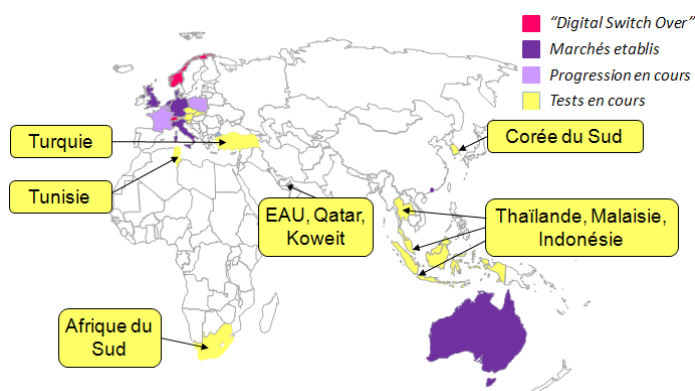 “Digital Switch Over”
Marchés etablis
Progression en cours
Tests en cours
Turquie
Corée du Sud
Tunisie
EAU, Qatar,
Koweit
Thaïlande, Malaisie,
Indonésie
Afrique du
Sud